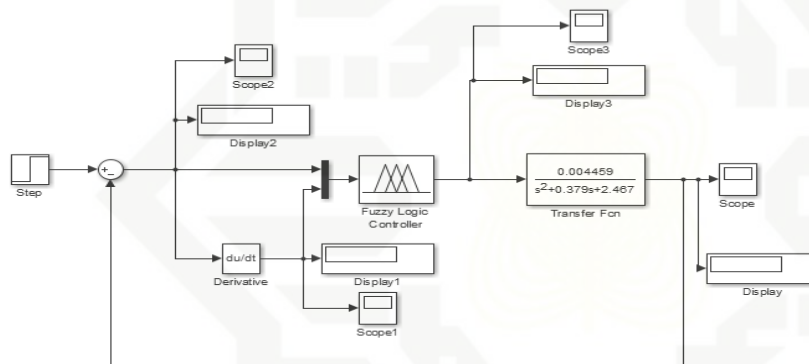 Scope3
Scope2
Display3
Display2
+
-
Step
0.004459
s²+0.379s+2.467
Scope
Transfer Fcn
Fuzzy Logic
Controller
du/dt
Derivative
Display1
Display
Scope1